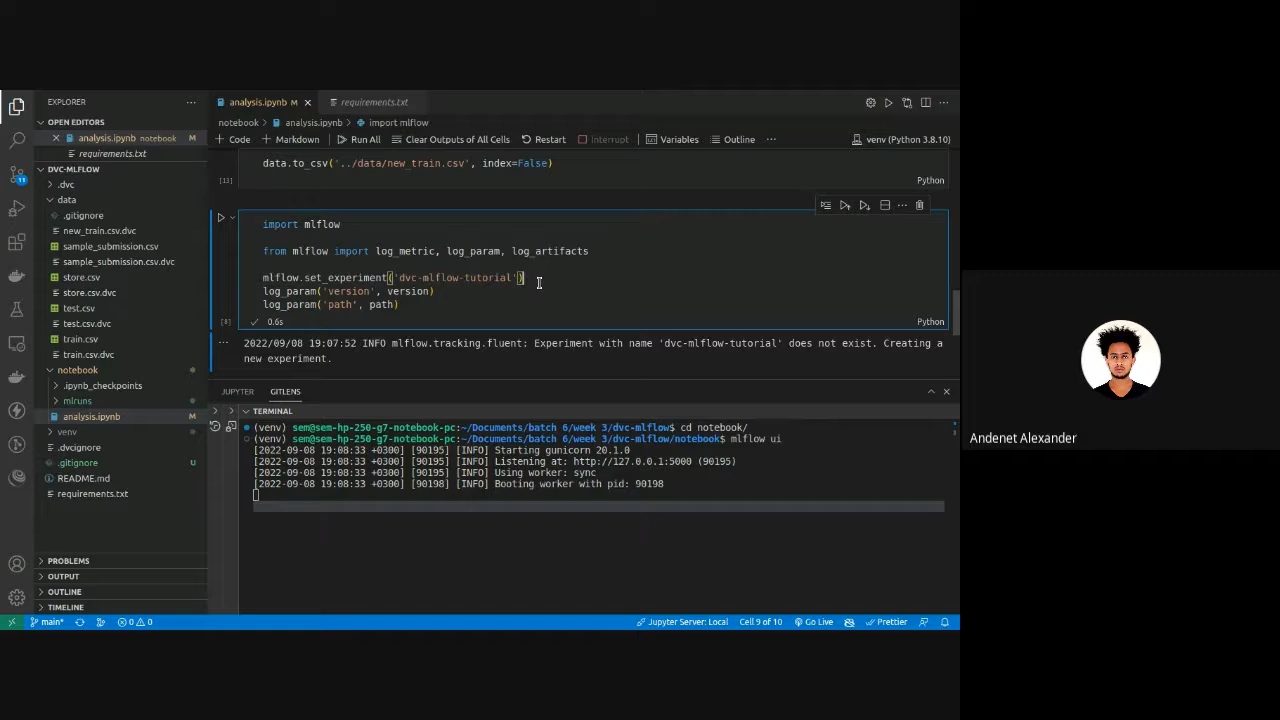 EXPLORER
OPEN EDITORS
analysis.ipynb notebook M
requirements.txt
DVC-MLFLOW
.dvc
data
.gitignore
new_train.csv.dvc
sample_submission.csv
sample_submission.csv.dvc
store.csv
store.csv.dvc
test.csv
test.csv.dvc
train.csv
train.csv.dvc
notebook
.ipynb_checkpoints
mlruns
analysis.ipynb M
venv
.dvcignore
.gitignore U
README.md
requirements.txt
PROBLEMS
OUTPUT
OUTLINE
TIMELINE
11
analysis.ipynb M requirements.txt
notebook > analysis.ipynb > import mlflow
+ Code + Markdown Run All Clear Outputs of All Cells Restart Interrupt Variables Outline ... venv (Python 3.8.10)
data.to_csv('../data/new_train.csv', index=False)
[13] Python
import mlflow
from mlflow import log_metric, log_param, log_artifacts
mlflow.set_experiment('dvc-mlflow-tutorial')
log_param('version', version)
log_param('path', path)
[8] 0.6s Python
... 2022/09/08 19:07:52 INFO mlflow.tracking.fluent: Experiment with name 'dvc-mlflow-tutorial' does not exist. Creating a
new experiment.
JUPYTER GITLENS
TERMINAL
(venv) sem@sem-hp-250-g7-notebook-pc:~/Documents/batch 6/week 3/dvc-mlflow$ cd notebook/
(venv) sem@sem-hp-250-g7-notebook-pc:~/Documents/batch 6/week 3/dvc-mlflow/notebook$ mlflow ui
[2022-09-08 19:08:33 +0300] [90195] [INFO] Starting gunicorn 20.1.0
[2022-09-08 19:08:33 +0300] [90195] [INFO] Listening at: http://127.0.0.1:5000 (90195)
[2022-09-08 19:08:33 +0300] [90195] [INFO] Using worker: sync
[2022-09-08 19:08:33 +0300] [90198] [INFO] Booting worker with pid: 90198
main* 0 0 Jupyter Server: Local Cell 9 of 10 Go Live Prettier
Andenet Alexander